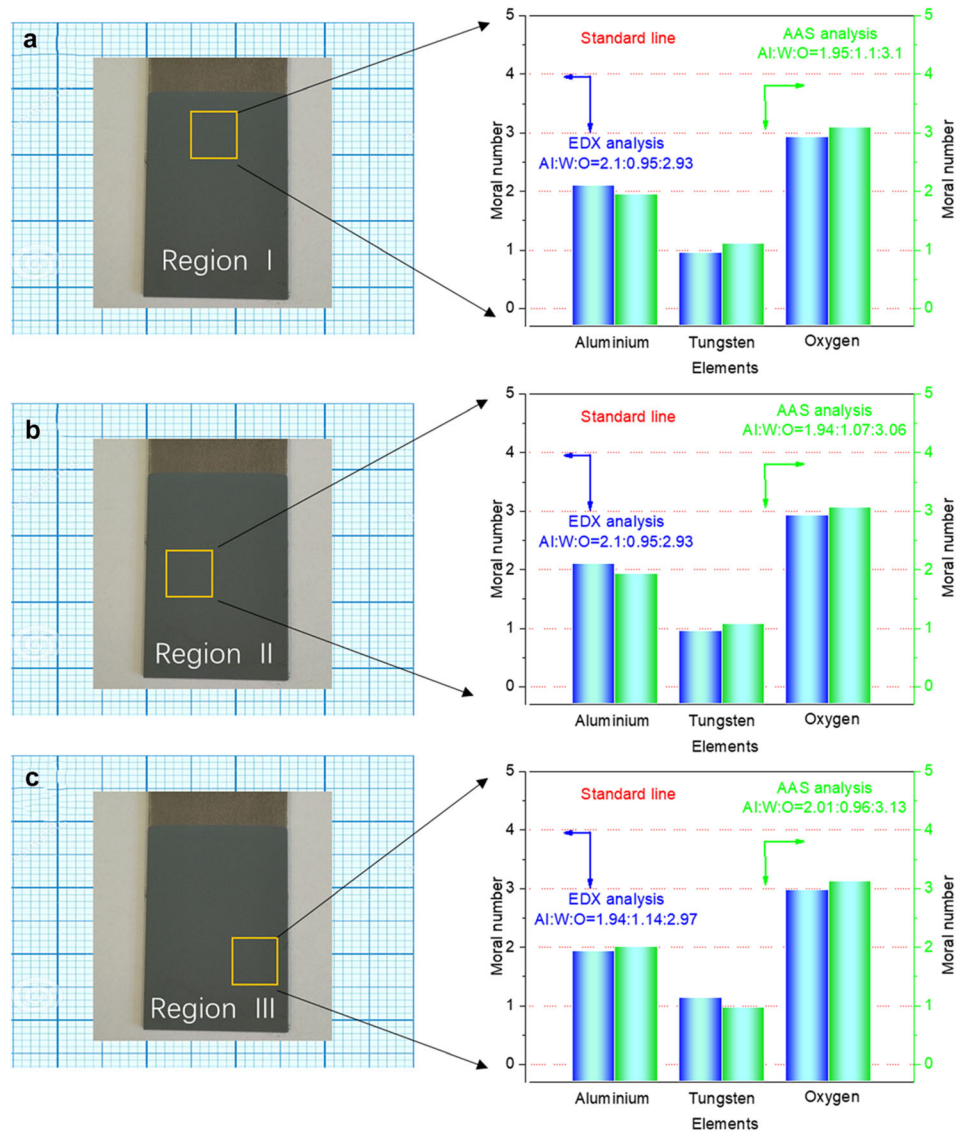 a
Region I
5
4
3
2
1
0
Moral number
Standard line
EDX analysis
Al:W:O=2.1:0.95:2.93
AAS analysis
Al:W:O=1.95:1.1:3.1
5
4
3
2
1
0
Moral number
Aluminium Tungsten Oxygen
Elements
b
Region II
5
4
3
2
1
0
Moral number
Standard line
EDX analysis
Al:W:O=2.1:0.95:2.93
AAS analysis
Al:W:O=1.94:1.07:3.06
5
4
3
2
1
0
Moral number
Aluminium Tungsten Oxygen
Elements
c
Region III
5
4
3
2
1
0
Moral number
Standard line
EDX analysis
Al:W:O=1.94:1.14:2.97
AAS analysis
Al:W:O=2.01:0.96:3.13
5
4
3
2
1
0
Moral number
Aluminium Tungsten Oxygen
Elements